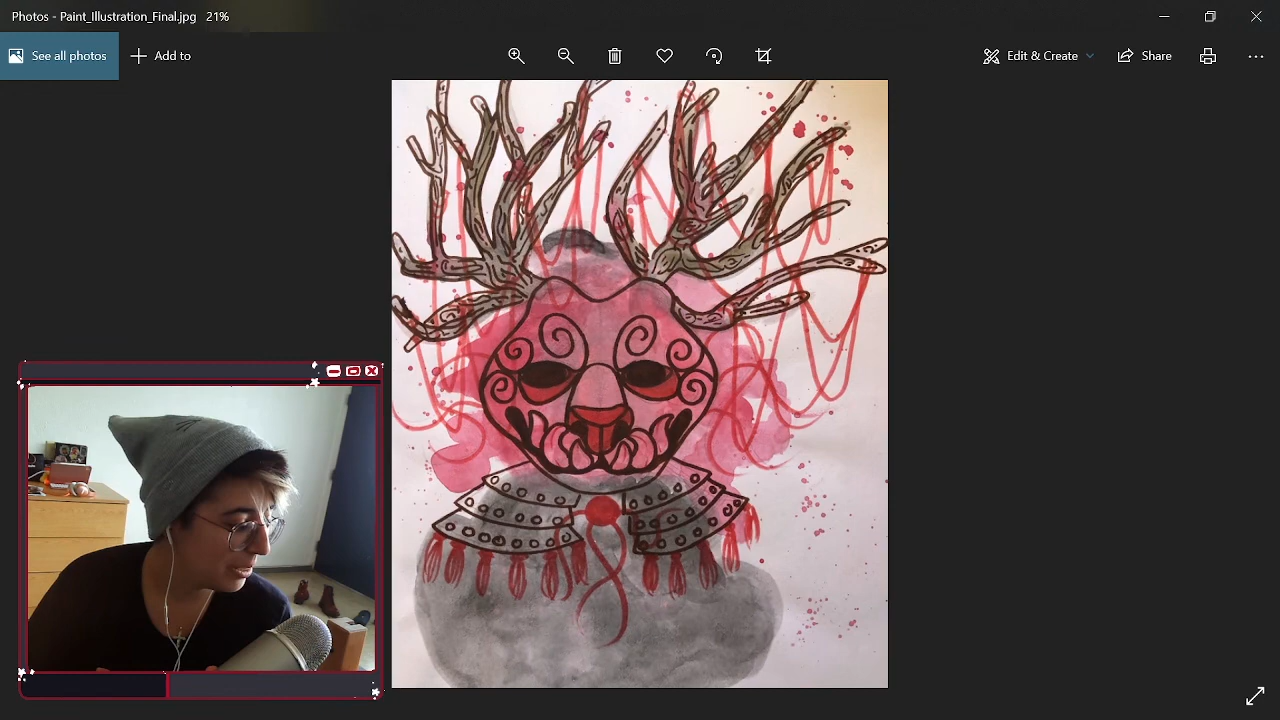 Photos - Paint_Illustration_Final.jpg 21%
See all photos
Add to
Edit & Create
Share